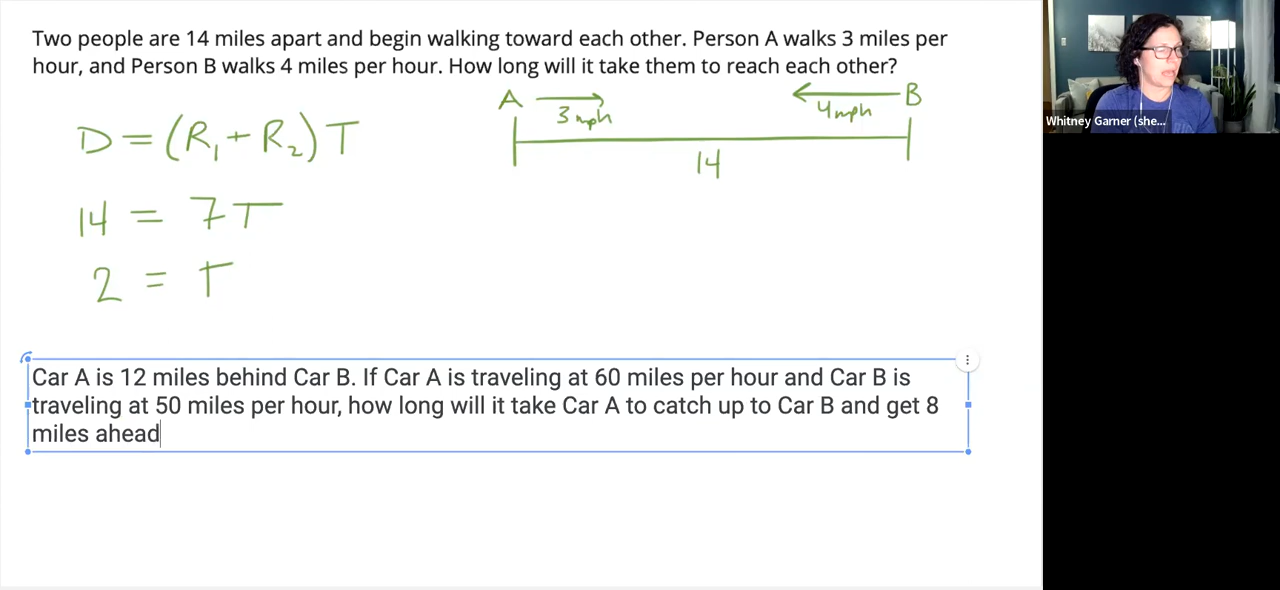 Two people are 14 miles apart and begin walking toward each other. Person A walks 3 miles per
hour, and Person B walks 4 miles per hour. How long will it take them to reach each other?
A
3 mph
4mph
B
14
D = (R₁ + R₂) T
14 = 7T
2 = T
Car A is 12 miles behind Car B. If Car A is traveling at 60 miles per hour and Car B is
traveling at 50 miles per hour, how long will it take Car A to catch up to Car B and get 8
miles ahead
Whitney Garner (she...